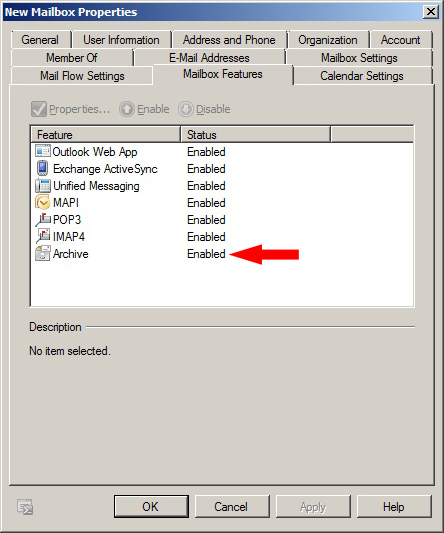 New Mailbox Properties
General User Information Address and Phone Organization Account
Member Of E-Mail Addresses Mailbox Settings
Mail Flow Settings Mailbox Features Calendar Settings
Properties... Enable Disable
Feature Status
Outlook Web App Enabled
Exchange ActiveSync Enabled
Unified Messaging Enabled
MAPI Enabled
POP3 Enabled
IMAP4 Enabled
Archive Enabled
Description
No item selected.
OK Cancel Apply Help